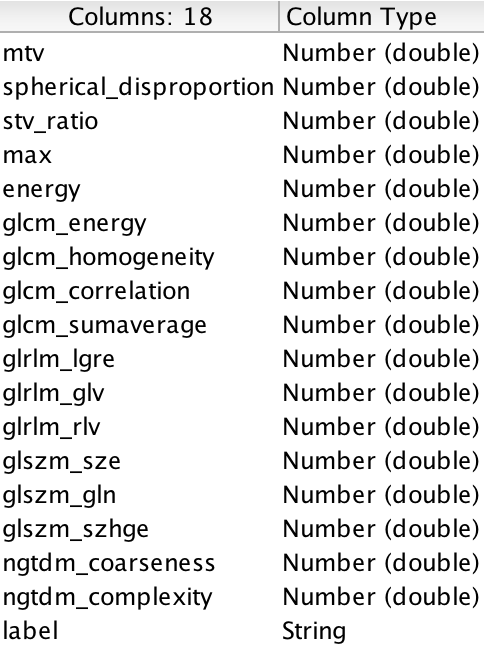 Columns: 18 Column Type
mtv Number (double)
spherical_disproportion Number (double)
stv_ratio Number (double)
max Number (double)
energy Number (double)
glcm_energy Number (double)
glcm_homogeneity Number (double)
glcm_correlation Number (double)
glcm_sumaverage Number (double)
glrlm_lgre Number (double)
glrlm_glv Number (double)
glrlm_rlv Number (double)
glszm_sze Number (double)
glszm_gln Number (double)
glszm_szhge Number (double)
ngtdm_coarseness Number (double)
ngtdm_complexity Number (double)
label String